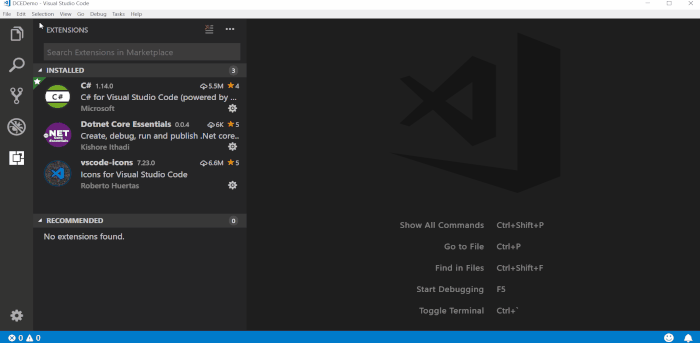 DCEDemo - Visual Studio Code
File Edit Selection View Go Debug Tasks Help
EXTENSIONS
Search Extensions in Marketplace
INSTALLED 3
C# 1.14.0 5.5M 4
C# for Visual Studio Code (powered by ...
Microsoft
C#
Dotnet Core Essentials 0.0.4 6K 5
Create, debug, run and publish .Net core..
Kishore Ithadi
.NET
Core
Essentials
vscode-icons 7.23.0 6.6M 5
Icons for Visual Studio Code
Roberto Huertas
RECOMMENDED 0
No extensions found.
Show All Commands Ctrl+Shift+P
Go to File Ctrl+P
Find in Files Ctrl+Shift+F
Start Debugging F5
Toggle Terminal Ctrl+`
0 0